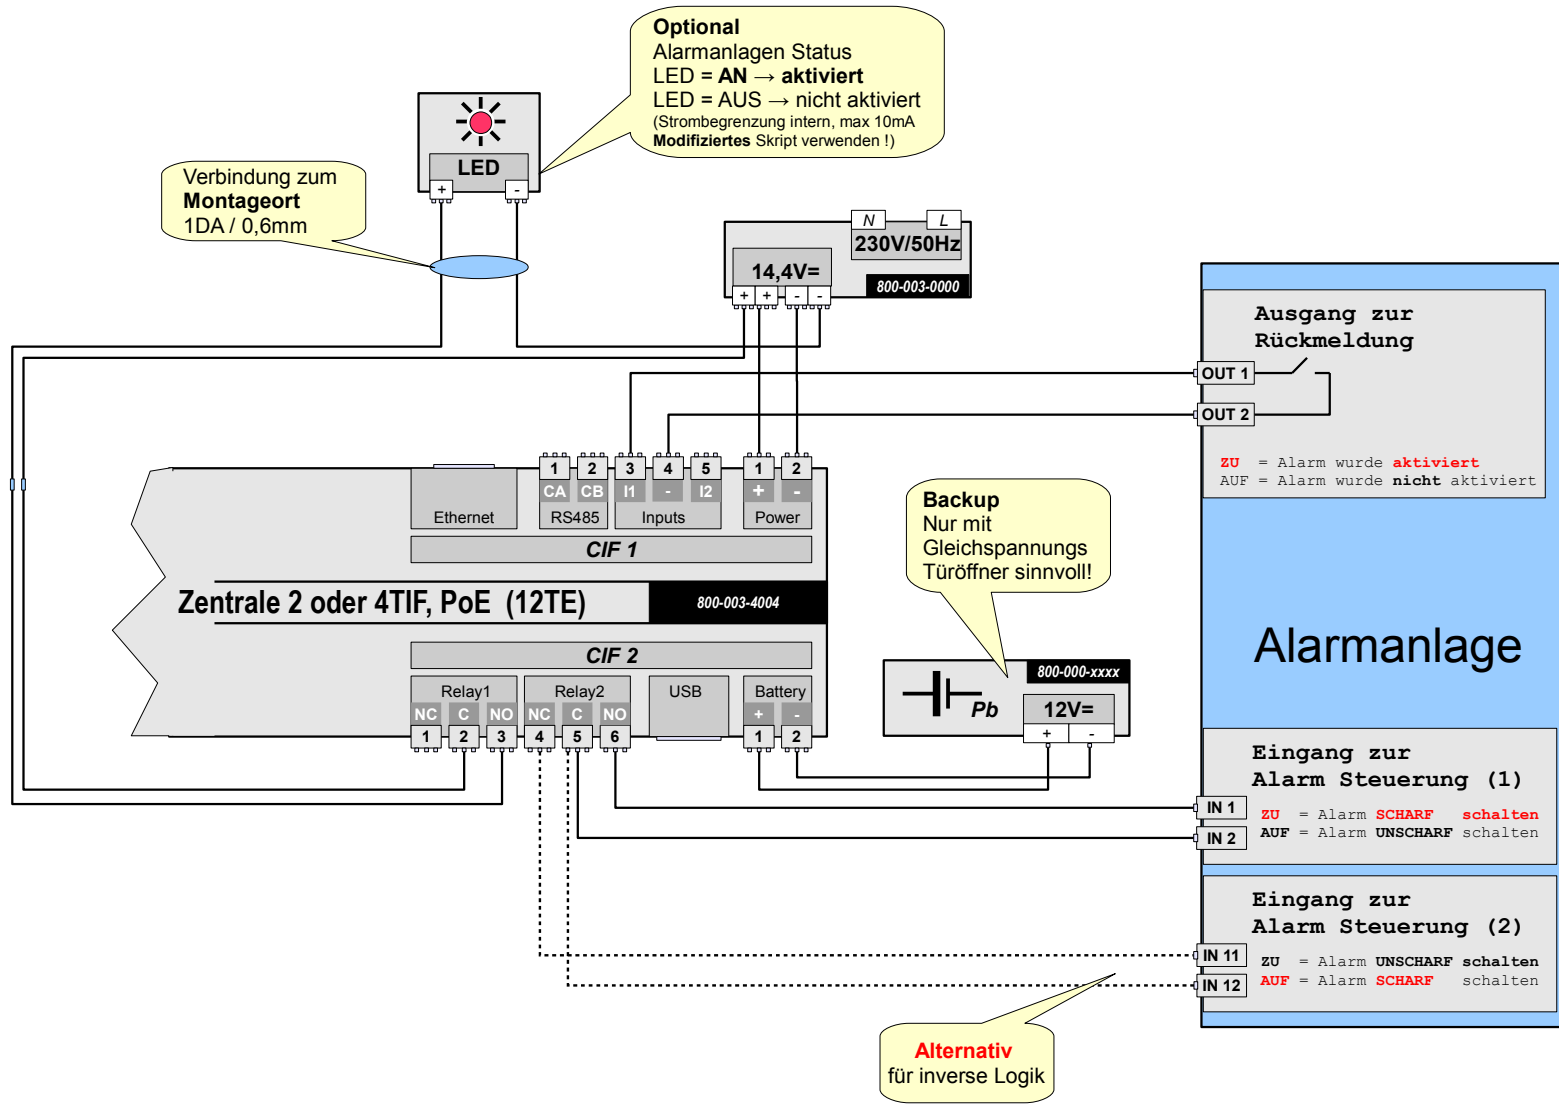 Optional
Alarmanlagen Status
LED = AN → aktiviert
LED = AUS → nicht aktiviert
(Strombegrenzung intern, max 10mA
Modifiziertes Skript verwenden !)
LED
+ -
Verbindung zum
Montageort
1DA / 0,6mm
N L
230V/50Hz
14,4V=
800-003-0000
+ + - -
Ausgang zur
Rückmeldung
OUT 1
OUT 2
ZU = Alarm wurde aktiviert
AUF = Alarm wurde nicht aktiviert
1 2 3 4 5 1 2
CA CB I1 - I2 + -
Ethernet RS485 Inputs Power
CIF 1
Zentrale 2 oder 4TIF, PoE (12TE)
800-003-4004
CIF 2
Relay1 Relay2 USB Battery
NC C NO NC C NO + -
1 2 3 4 5 6 1 2
Backup
Nur mit
Gleichspannungs
Türöffner sinnvoll!
800-000-xxxx
Pb
12V=
+ -
Alarmanlage
Eingang zur
Alarm Steuerung (1)
IN 1
IN 2
ZU = Alarm SCHARF schalten
AUF = Alarm UNSCHARF schalten
Eingang zur
Alarm Steuerung (2)
IN 11
IN 12
ZU = Alarm UNSCHARF schalten
AUF = Alarm SCHARF schalten
Alternativ
für inverse Logik